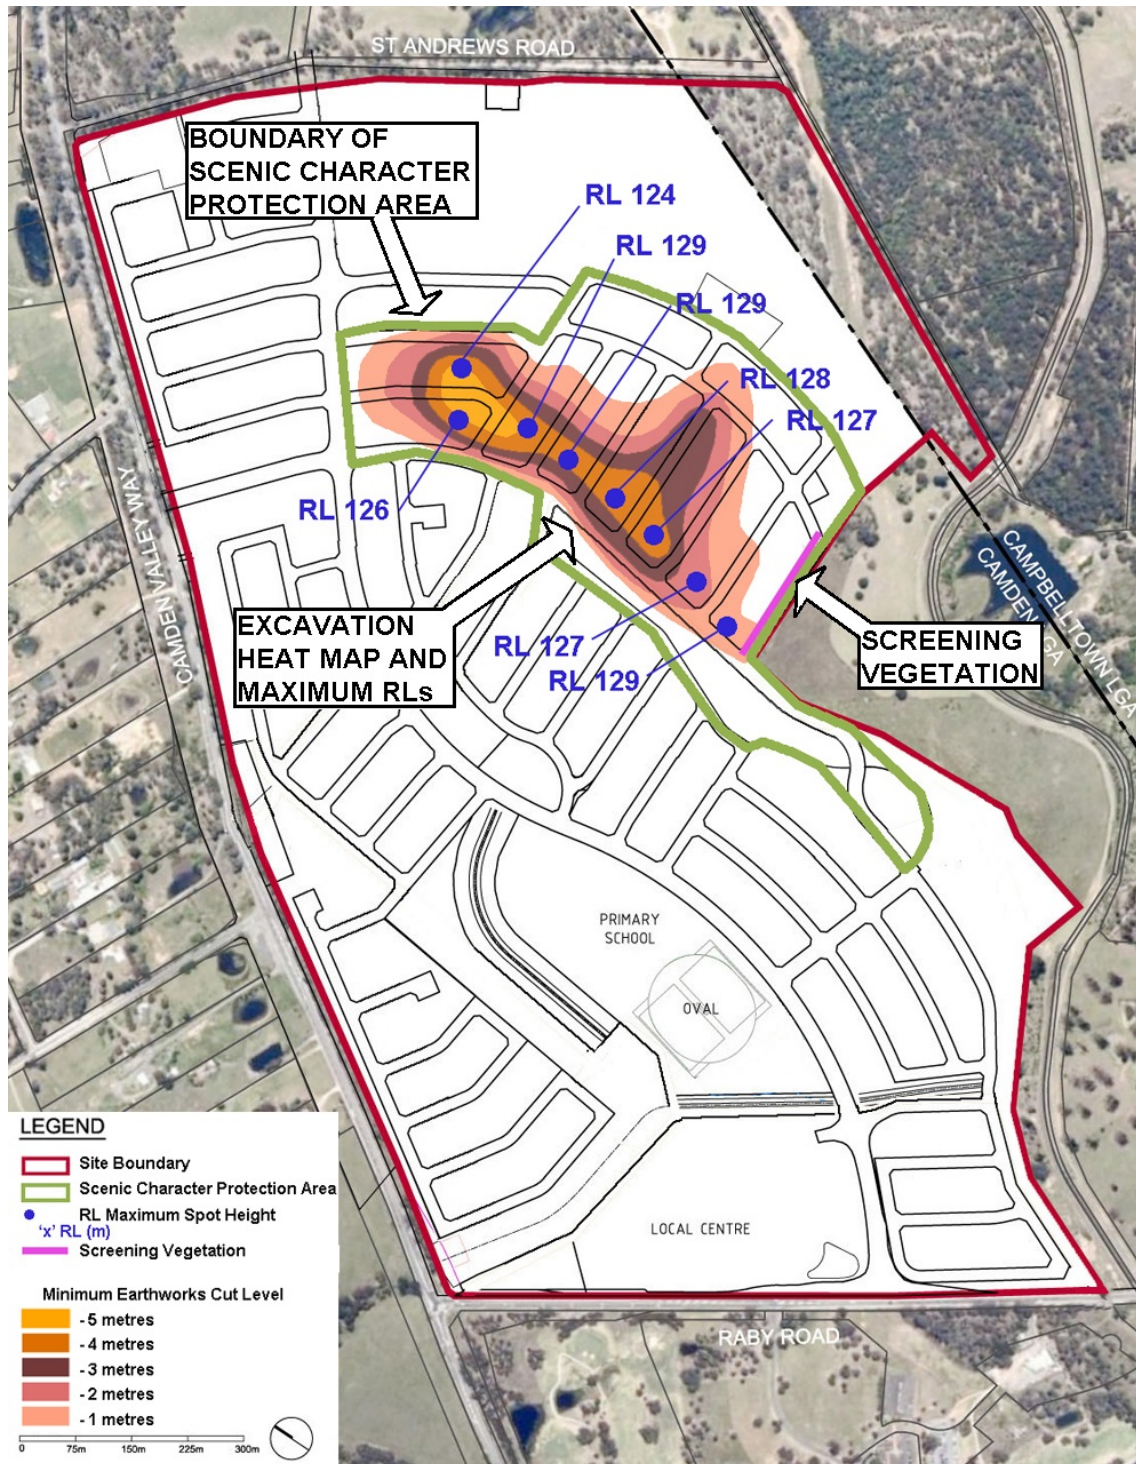 ST ANDREWS ROAD
BOUNDARY OF
SCENIC CHARACTER
PROTECTION AREA
RL 124
RL 129
RL 129
RL 128
RL 127
RL 126
CAMDEN VALLEY WAY
CAMPBELLTOWN LGA
CAMDEN LGA
EXCAVATION
HEAT MAP AND
MAXIMUM RLs
RL 127
RL 129
SCREENING
VEGETATION
PRIMARY
SCHOOL
OVAL
LOCAL CENTRE
RABY ROAD
LEGEND
Site Boundary
Scenic Character Protection Area
RL Maximum Spot Height
'x' RL (m)
Screening Vegetation
Minimum Earthworks Cut Level
- 5 metres
- 4 metres
- 3 metres
- 2 metres
- 1 metres
0 75m 150m 225m 300m